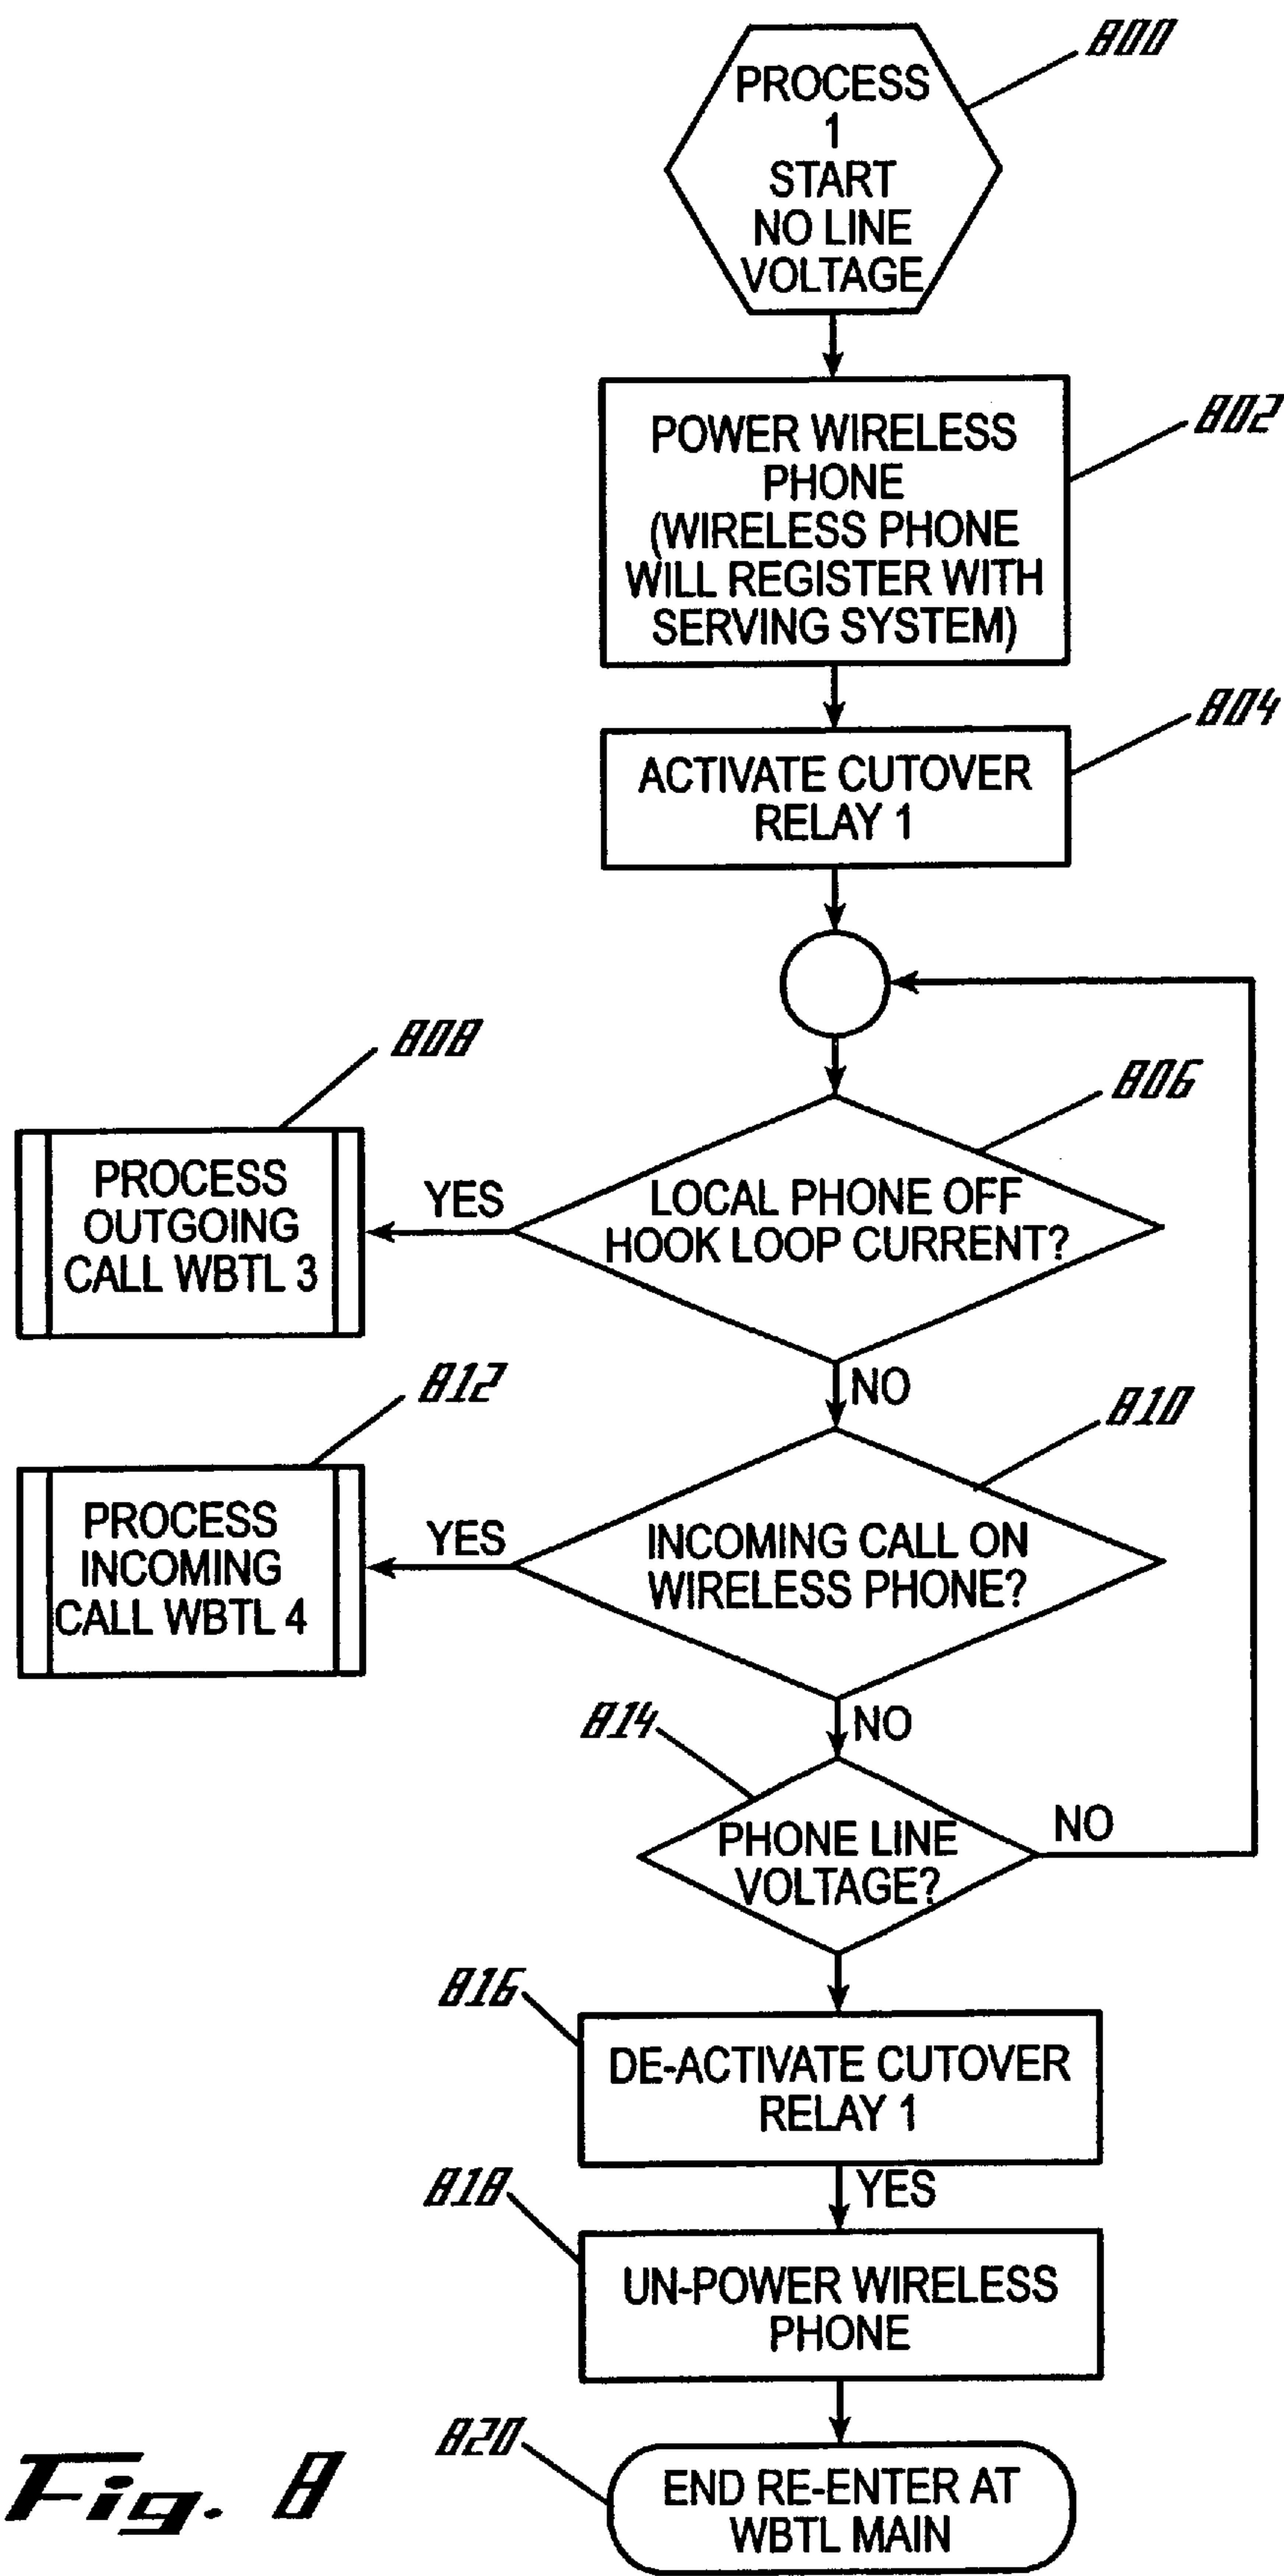 800
PROCESS
1
START
NO LINE
VOLTAGE
802
POWER WIRELESS
PHONE
(WIRELESS PHONE
WILL REGISTER WITH
SERVING SYSTEM)
804
ACTIVATE CUTOVER
RELAY 1
808
806
PROCESS
OUTGOING
CALL WBTL 3
YES
LOCAL PHONE OFF
HOOK LOOP CURRENT?
NO
812
810
PROCESS
INCOMING
CALL WBTL 4
YES
INCOMING CALL ON
WIRELESS PHONE?
NO
814
PHONE LINE
VOLTAGE?
NO
816
DE-ACTIVATE CUTOVER
RELAY 1
YES
818
UN-POWER WIRELESS
PHONE
820
END RE-ENTER AT
WBTL MAIN
Fig. 8